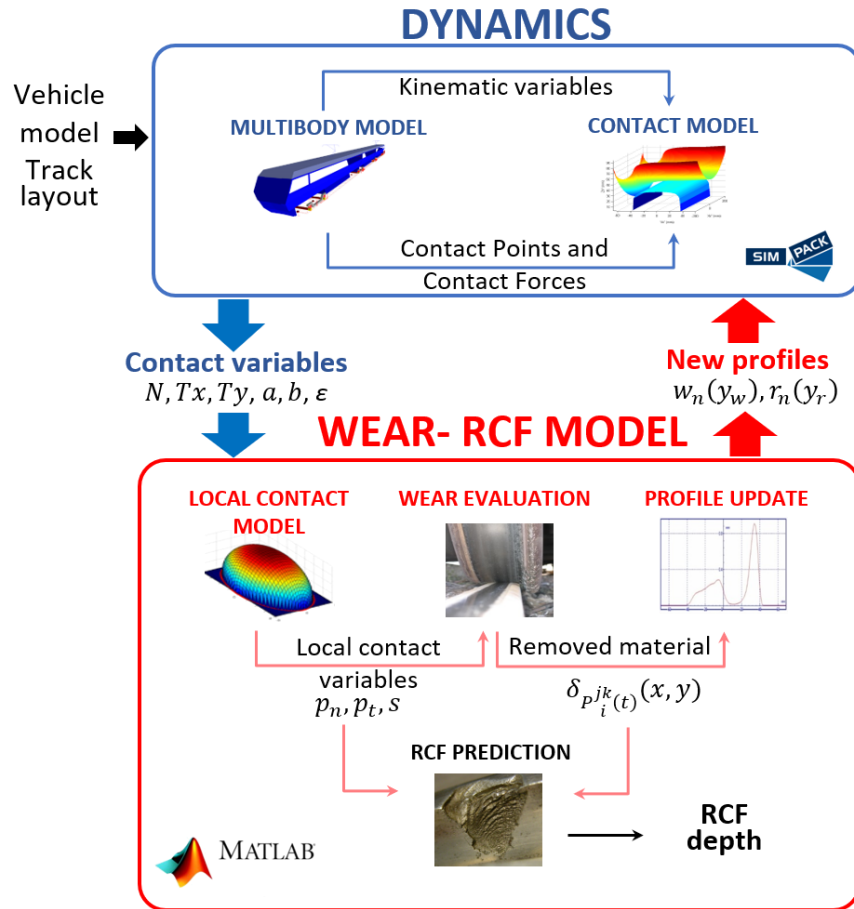 DYNAMICS
Vehicle
model
Track
layout
Kinematic variables
MULTIBODY MODEL
CONTACT MODEL
Contact Points and
Contact Forces
SIM
PACK
Contact variables
N, Tx, Ty, a, b, ε
New profiles
w_n(y_w), r_n(y_r)
WEAR- RCF MODEL
LOCAL CONTACT
MODEL
WEAR EVALUATION
PROFILE UPDATE
Local contact
variables
p_n, p_t, s
Removed material
δ_{P_i^{jk}(t)}(x, y)
RCF PREDICTION
RCF
depth
MATLAB